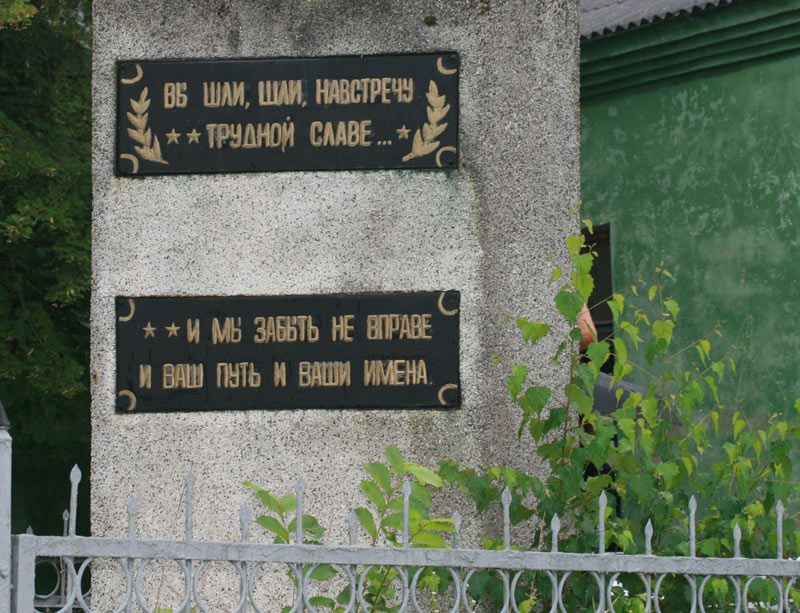 ВЫ ШЛИ, ШЛИ, НАВСТРЕЧУ
ТРУДНОЙ СЛАВЕ...
И МЫ ЗАБЫТЬ НЕ ВПРАВЕ
И ВАШ ПУТЬ И ВАШИ ИМЕНА.